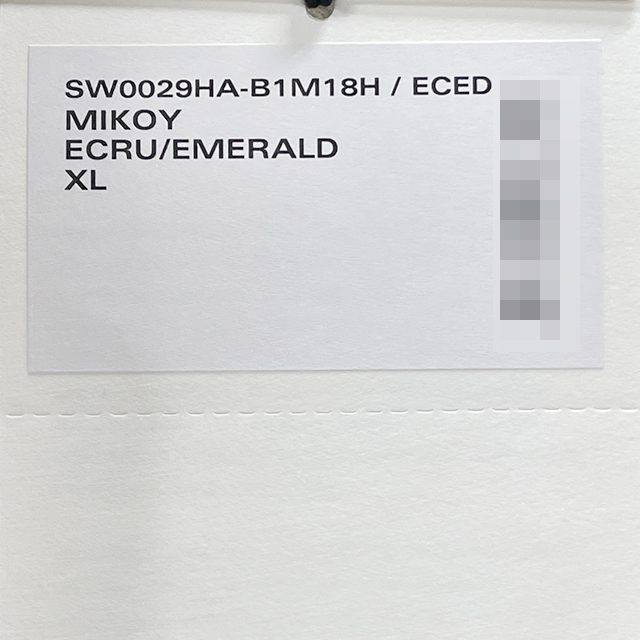 SW0029HA-B1M18H / ECED
MIKOY
ECRU/EMERALD
XL